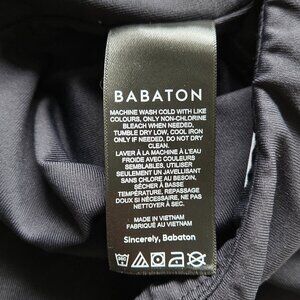 BABATON
MACHINE WASH COLD WITH LIKE
COLOURS, ONLY NON-CHLORINE
BLEACH WHEN NEEDED,
TUMBLE DRY LOW, COOL IRON
ONLY IF NEEDED, DO NOT DRY
CLEAN.
LAVER À LA MACHINE À L'EAU
FROIDE AVEC COULEURS
SEMBLABLES, UTILISER
SEULEMENT UN JAVELLISANT
SANS CHLORE AU BESOIN,
SÉCHER À BASSE
TEMPÉRATURE, REPASSAGE
DOUX SI NÉCESSAIRE, NE PAS
NETTOYER À SEC.
MADE IN VIETNAM
FABRIQUÉ AU VIETNAM
Sincerely, Babaton